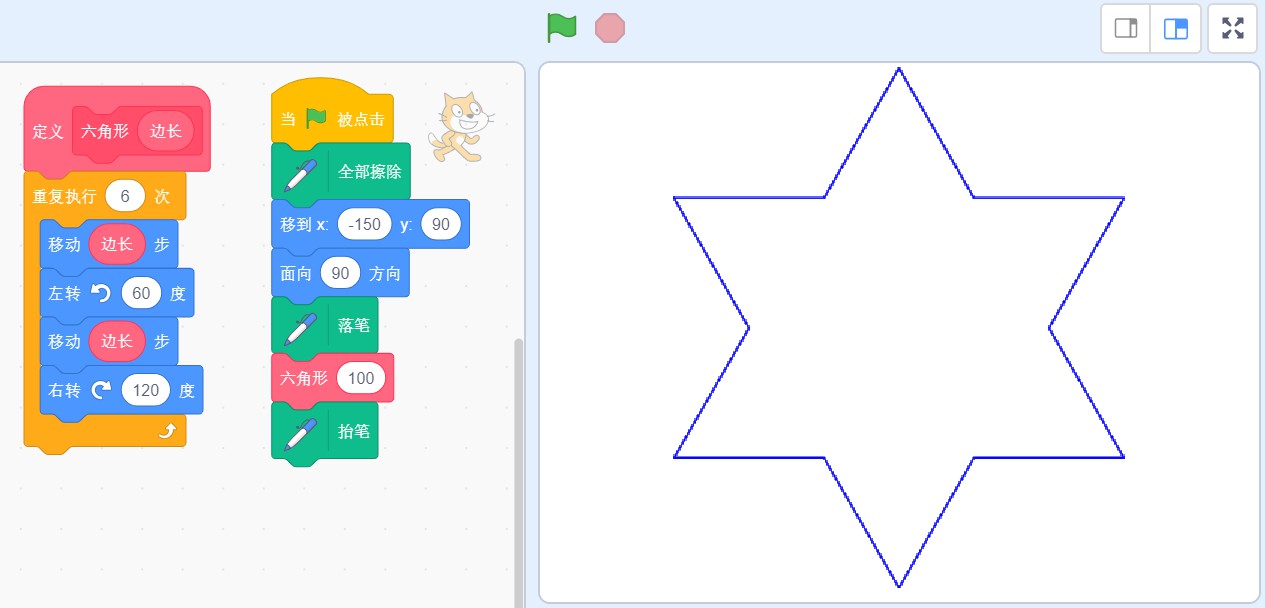 定义 六角形 边长
重复执行 6 次
移动 边长 步
左转 60 度
移动 边长 步
右转 120 度
当 被点击
全部擦除
移到 x: -150 y: 90
面向 90 方向
落笔
六角形 100
抬笔